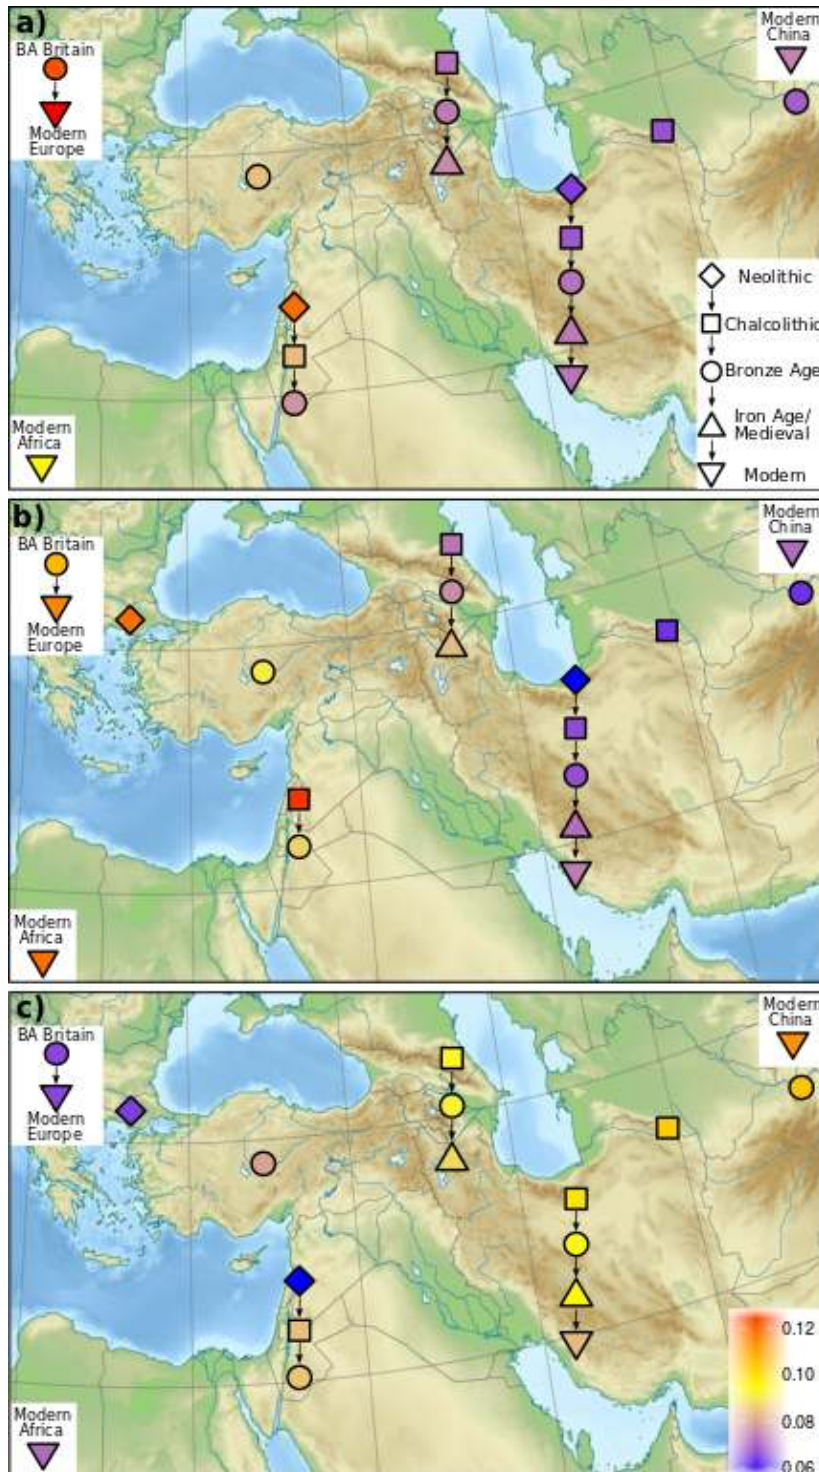 a)
BA Britain
Modern
Europe
Modern
China
Neolithic
Chalcolithic
Bronze Age
Iron Age/
Medieval
Modern
Modern
Africa
b)
BA Britain
Modern
Europe
Modern
China
Modern
Africa
c)
BA Britain
Modern
Europe
Modern
China
Modern
Africa
0.12
0.10
0.08
0.06